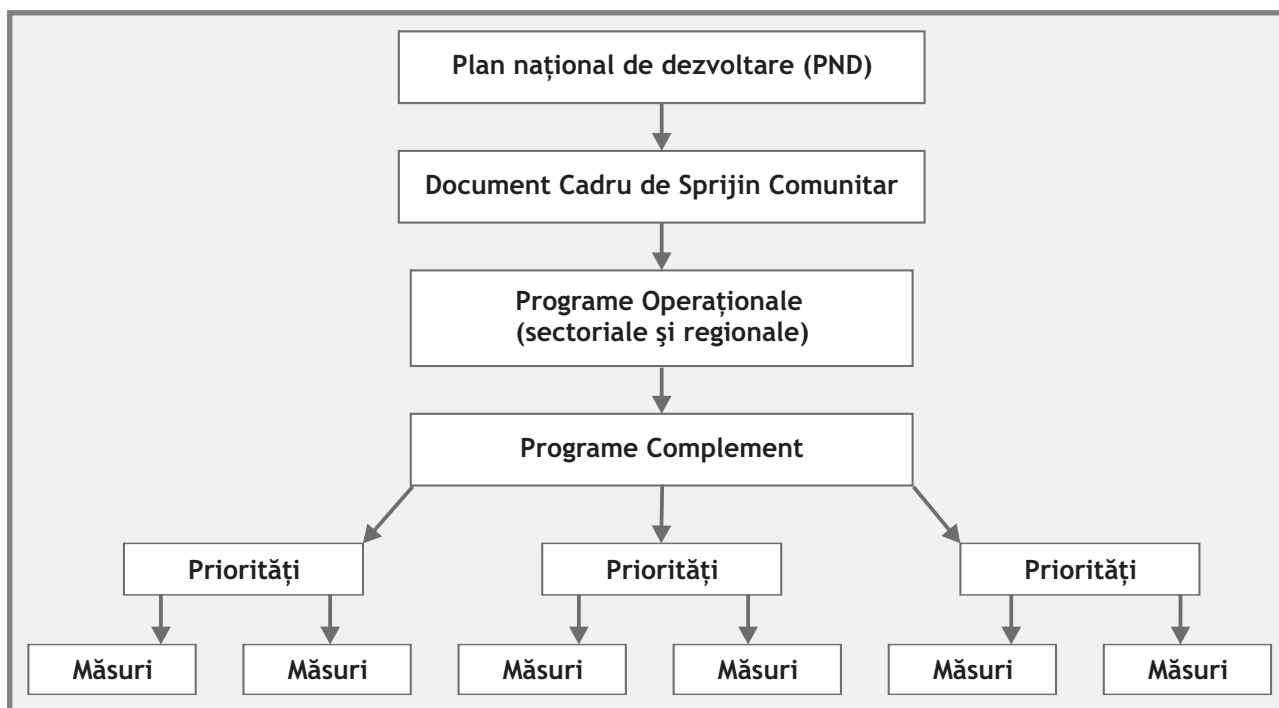 Plan național de dezvoltare (PND)
Document Cadru de Sprijin Comunitar
Programe Operaționale
(sectoriale şi regionale)
Programe Complement
Priorități
Priorități
Priorități
Măsuri
Măsuri
Măsuri
Măsuri
Măsuri
Măsuri